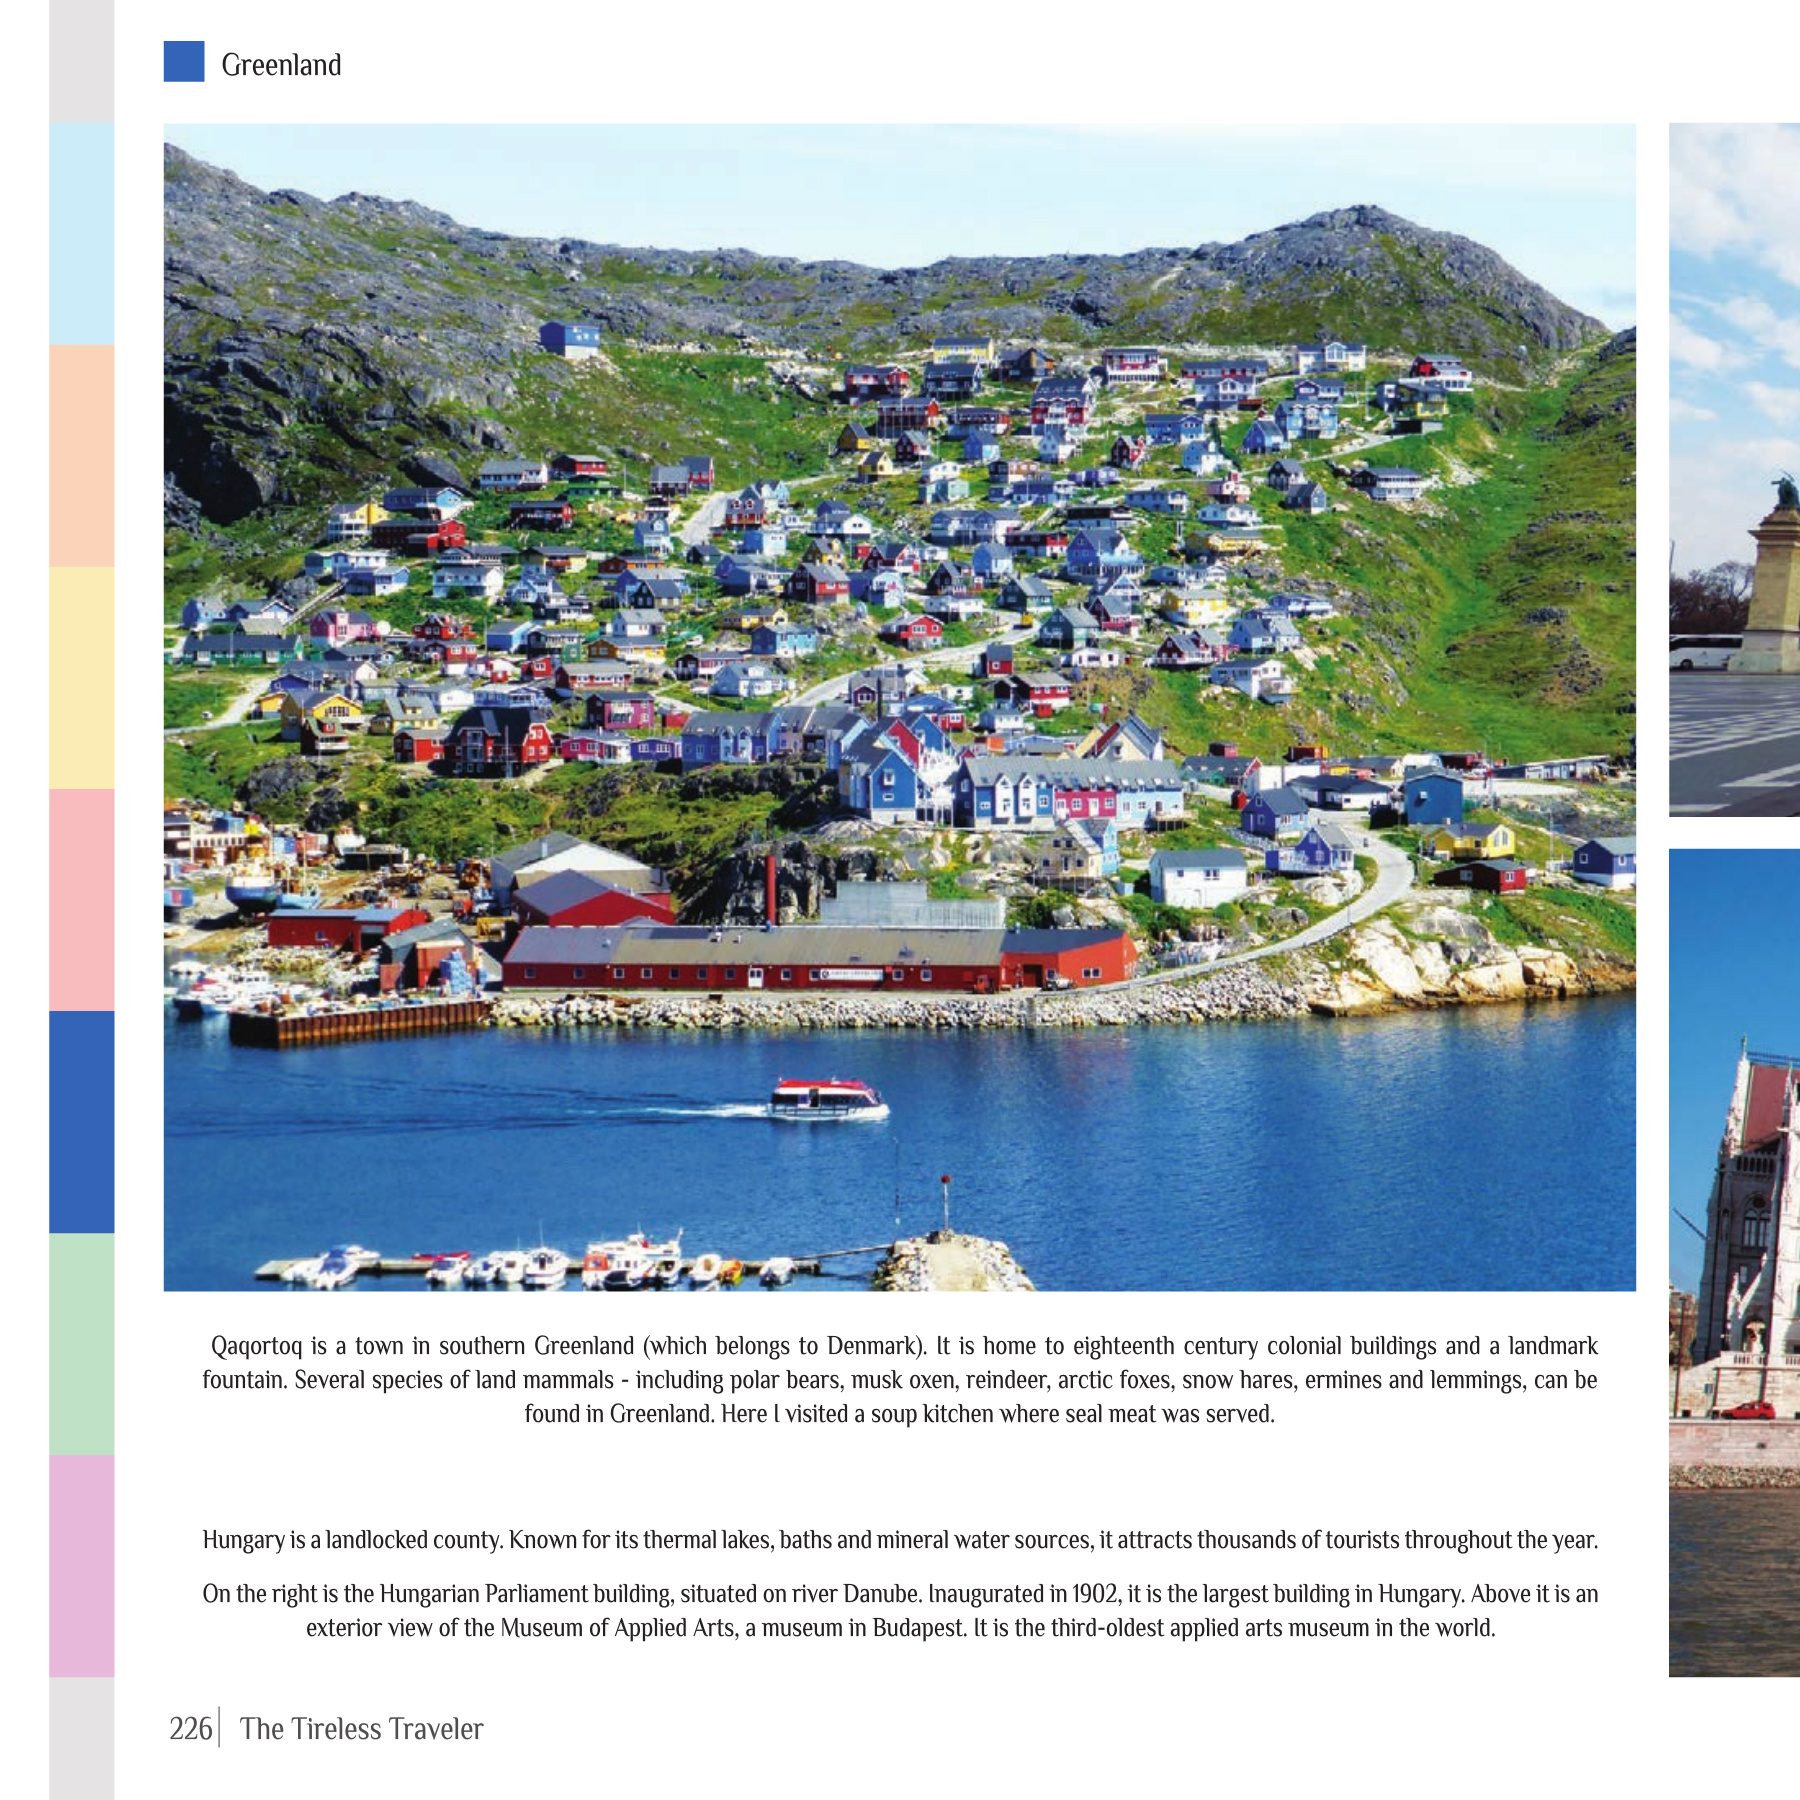 Greenland
Qaqortoq is a town in southern Greenland (which belongs to Denmark). It is home to eighteenth century colonial buildings and a landmark
fountain. Several species of land mammals - including polar bears, musk oxen, reindeer, arctic foxes, snow hares, ermines and lemmings, can be
found in Greenland. Here I visited a soup kitchen where seal meat was served.
Hungary is a landlocked county. Known for its thermal lakes, baths and mineral water sources, it attracts thousands of tourists throughout the year.
On the right is the Hungarian Parliament building, situated on river Danube. Inaugurated in 1902, it is the largest building in Hungary. Above it is an
exterior view of the Museum of Applied Arts, a museum in Budapest. It is the third-oldest applied arts museum in the world.
226 The Tireless Traveler